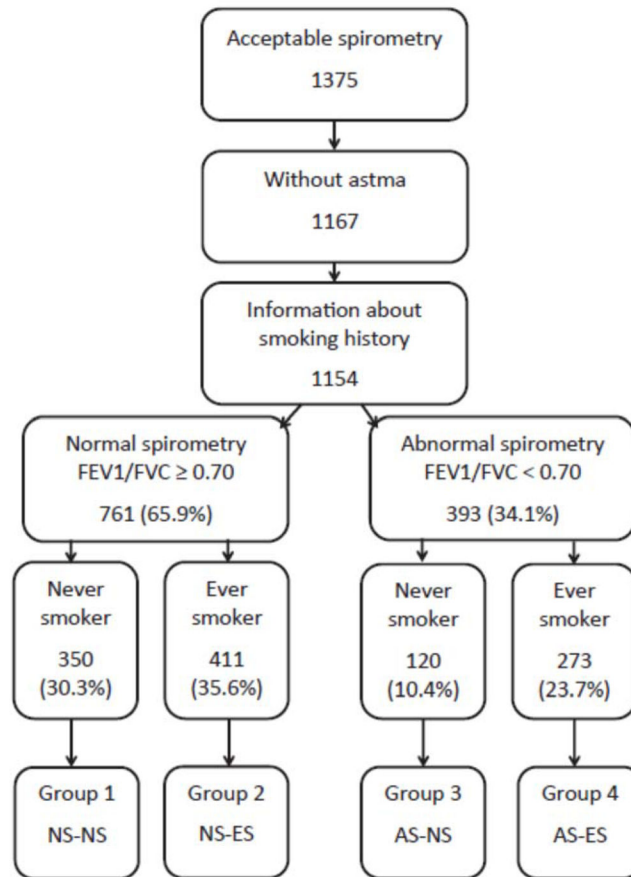 Acceptable spirometry
1375
Without astma
1167
Information about
smoking history
1154
Normal spirometry
FEV1/FVC ≥ 0.70
761 (65.9%)
Abnormal spirometry
FEV1/FVC < 0.70
393 (34.1%)
Never
smoker
350
(30.3%)
Ever
smoker
411
(35.6%)
Never
smoker
120
(10.4%)
Ever
smoker
273
(23.7%)
Group 1
NS-NS
Group 2
NS-ES
Group 3
AS-NS
Group 4
AS-ES